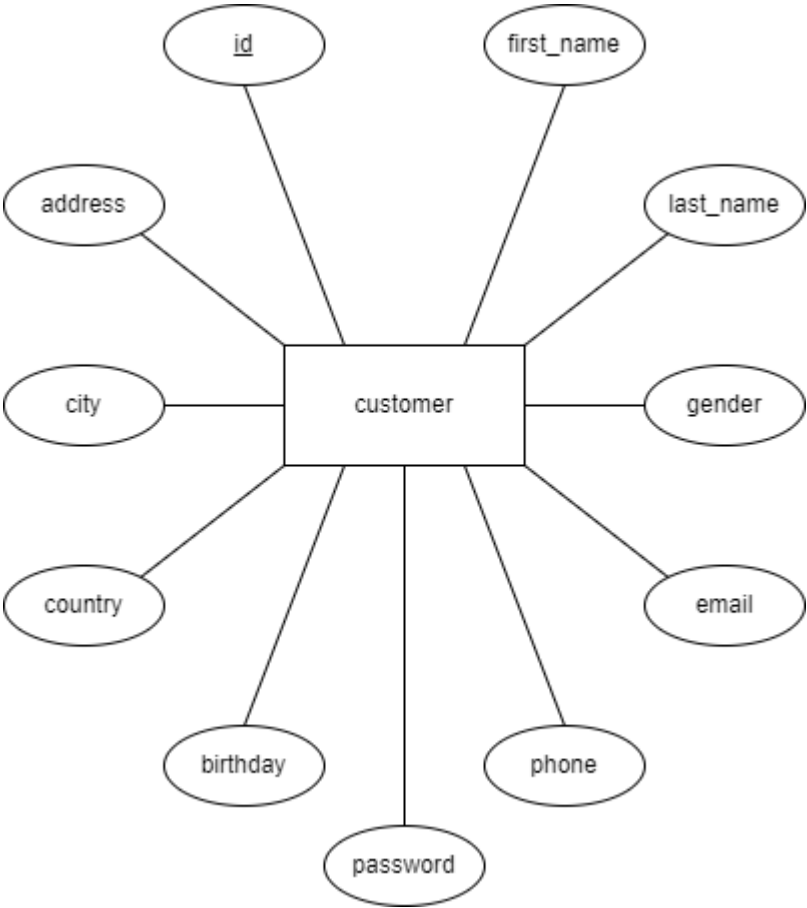 id
first_name
address
last_name
city
customer
gender
country
email
birthday
phone
password